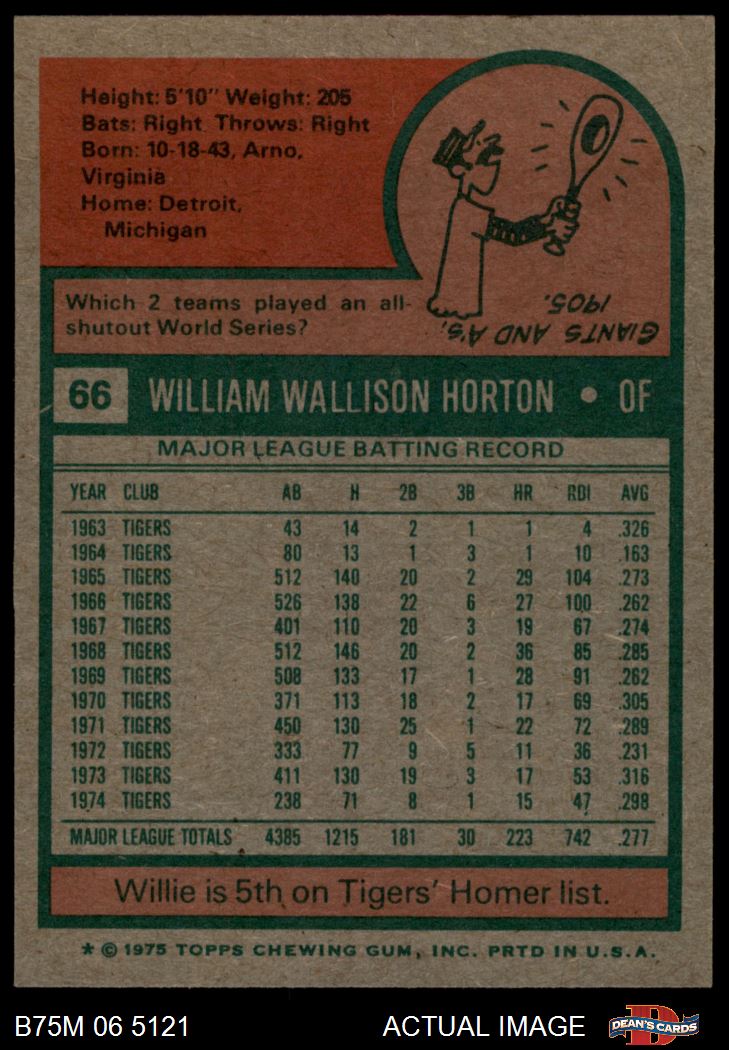 Height: 5'10" Weight: 205
Bats: Right Throws: Right
Born: 10-18-43, Arno,
Virginia
Home: Detroit,
Michigan
Which 2 teams played an all-
shutout World Series?
GIANTS AND A'S,
1905.
66 WILLIAM WALLISON HORTON • OF
MAJOR LEAGUE BATTING RECORD
YEAR CLUB AB H 2B 3B HR RBI AVG
1963 TIGERS 43 14 2 1 1 4 .326
1964 TIGERS 80 13 1 3 1 10 .163
1965 TIGERS 512 140 20 2 29 104 .273
1966 TIGERS 526 138 22 6 27 100 .262
1967 TIGERS 401 110 20 3 19 67 .274
1968 TIGERS 512 146 20 2 36 85 .285
1969 TIGERS 508 133 17 1 28 91 .262
1970 TIGERS 371 113 18 2 17 69 .305
1971 TIGERS 450 130 25 1 22 72 .289
1972 TIGERS 333 77 9 5 11 36 .231
1973 TIGERS 411 130 19 3 17 53 .316
1974 TIGERS 238 71 8 1 15 47 .298
MAJOR LEAGUE TOTALS 4385 1215 181 30 223 742 .277
Willie is 5th on Tigers' Homer list.
* © 1975 TOPPS CHEWING GUM, INC. PRTD IN U.S.A.
B75M 06 5121 ACTUAL IMAGE DEAN'S CARDS